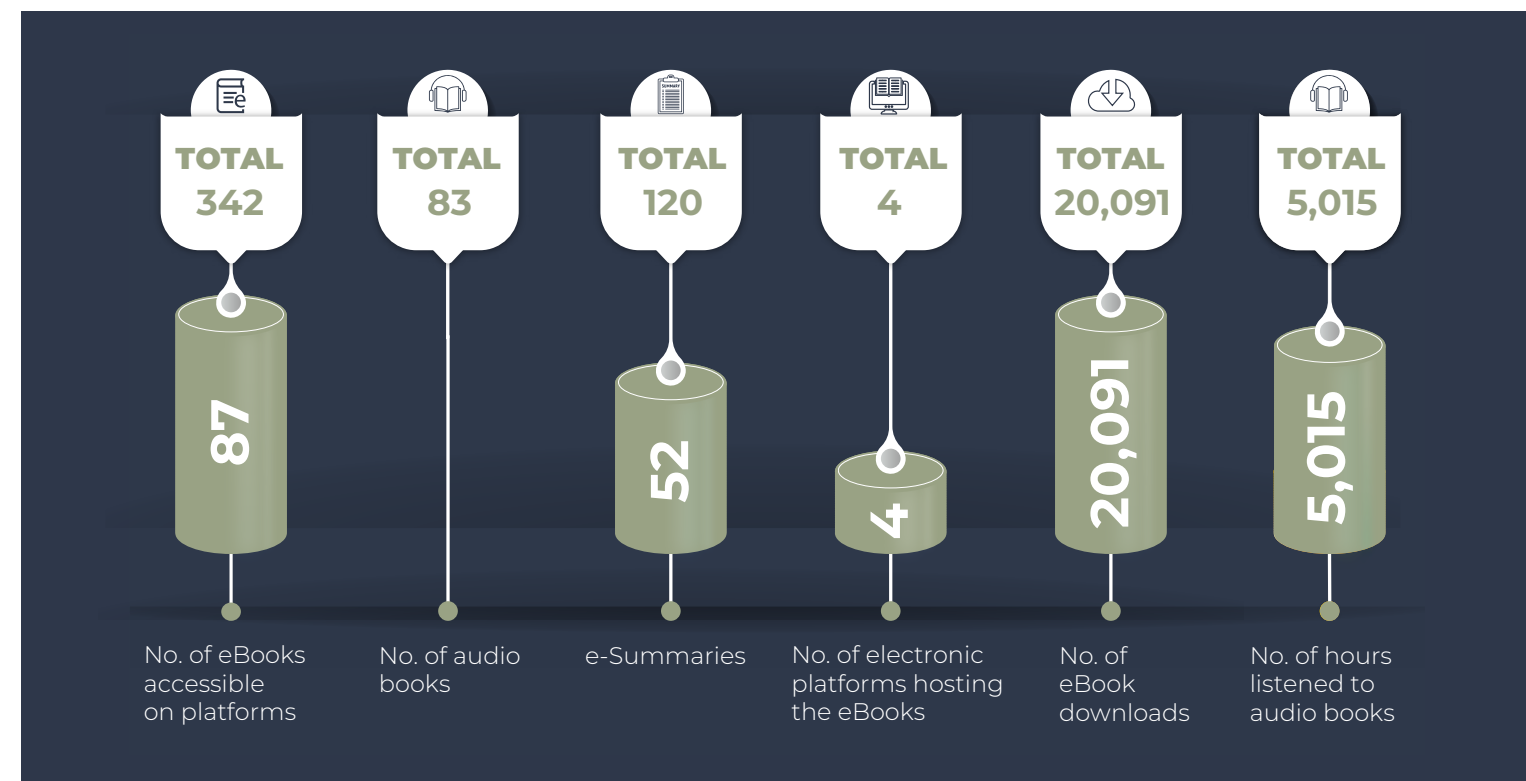 SUMMARY
TOTAL
342
TOTAL
83
TOTAL
120
TOTAL
4
TOTAL
20,091
TOTAL
5,015
87
52
4
20,091
5,015
No. of eBooks
accessible
on platforms
No. of audio
books
e-Summaries
No. of electronic
platforms hosting
the eBooks
No. of
eBook
downloads
No. of hours
listened to
audio books